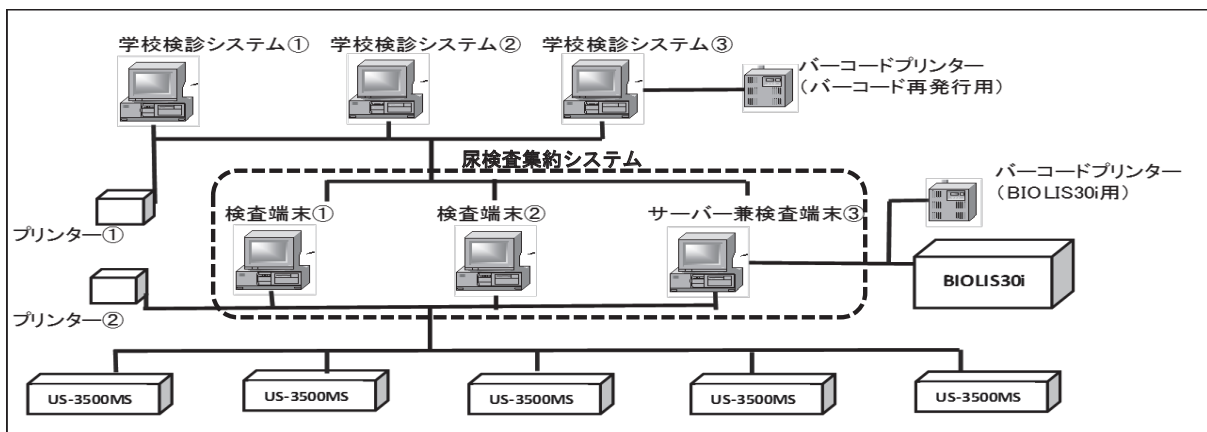 学校検診システム①
学校検診システム②
学校検診システム③
バーコードプリンター
（バーコード再発行用）
尿検査集約システム
バーコードプリンター
（BIOLIS30i用）
プリンター①
検査端末①
検査端末②
サーバー兼検査端末③
BIOLIS30i
プリンター②
US-3500MS
US-3500MS
US-3500MS
US-3500MS
US-3500MS